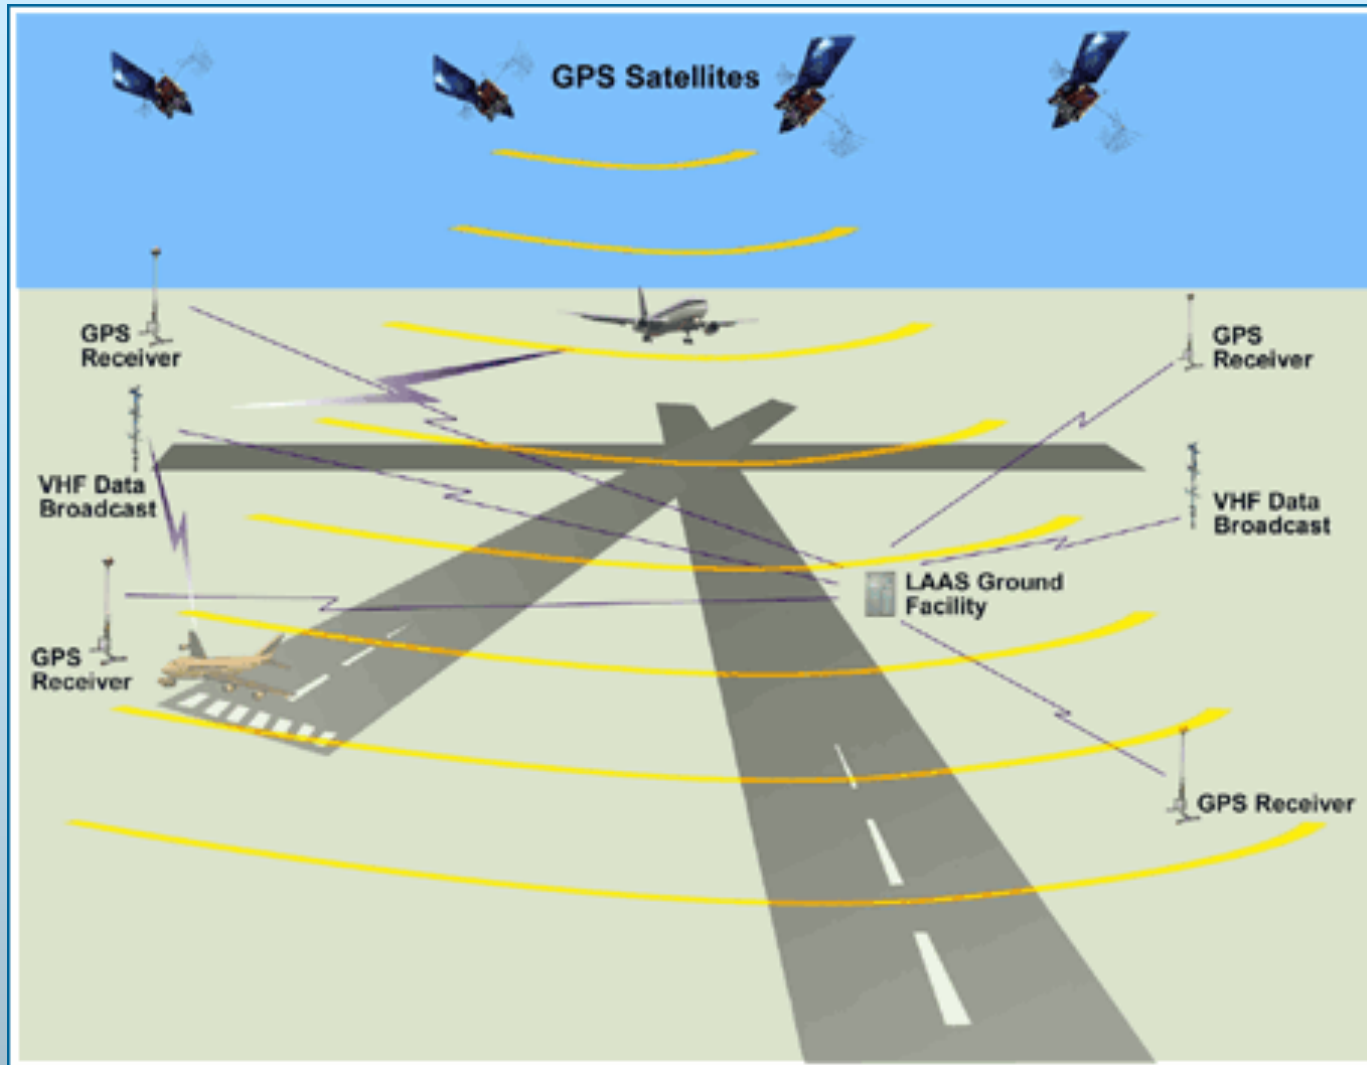 GPS Satellites
GPS
Receiver
GPS
Receiver
VHF Data
Broadcast
VHF Data
Broadcast
LAAS Ground
Facility
GPS
Receiver
GPS Receiver